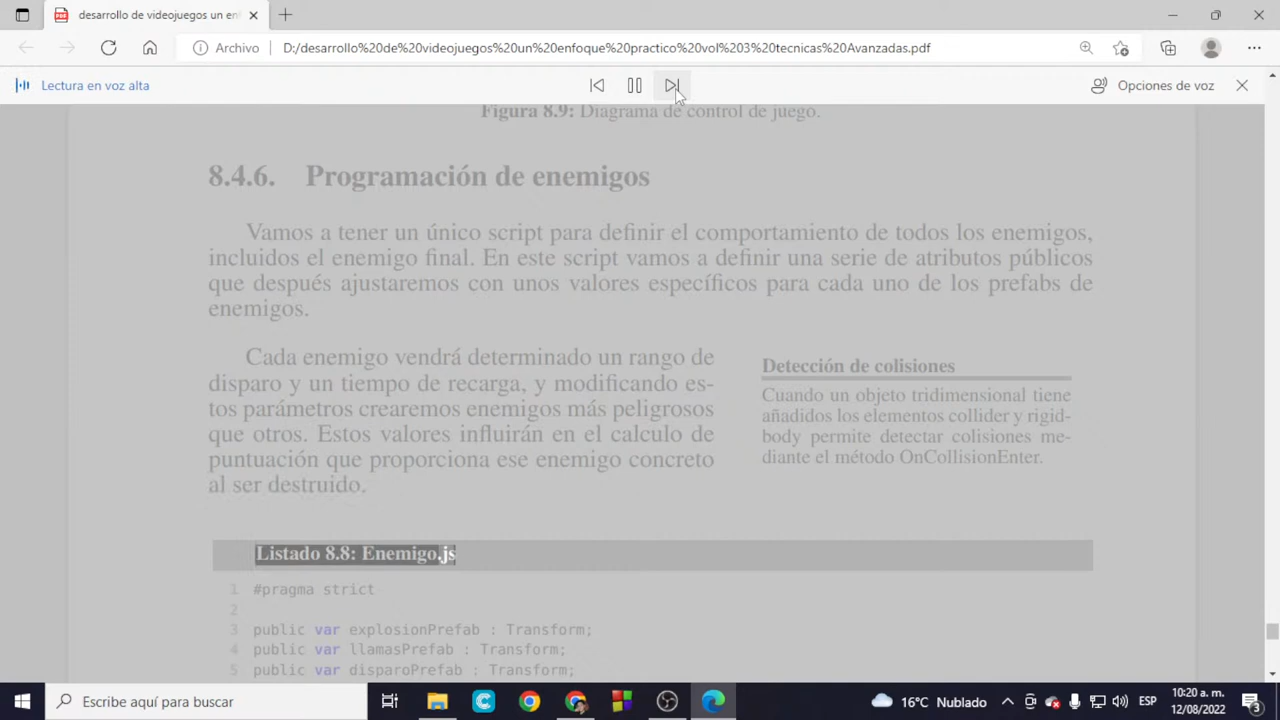 desarrollo de videojuegos un en
Archivo
D:/desarrollo%20de%20videojuegos%20un%20enfoque%20practico%20vol%203%20tecnicas%20Avanzadas.pdf
Lectura en voz alta
Opciones de voz
Figura 8.9: Diagrama de control de juego.
8.4.6. Programación de enemigos
Vamos a tener un único script para definir el comportamiento de todos los enemigos,
incluidos el enemigo final. En este script vamos a definir una serie de atributos públicos
que después ajustaremos con unos valores específicos para cada uno de los prefabs de
enemigos.
Cada enemigo vendrá determinado un rango de
disparo y un tiempo de recarga, y modificando es-
tos parámetros crearemos enemigos más peligrosos
que otros. Estos valores influirán en el calculo de
puntuación que proporciona ese enemigo concreto
al ser destruido.
Detección de colisiones
Cuando un objeto tridimensional tiene
añadidos los elementos collider y rigid-
body permite detectar colisiones me-
diante el método OnCollisionEnter.
Listado 8.8: Enemigo.js
1 #pragma strict
2
3 public var explosionPrefab : Transform;
4 public var llamasPrefab : Transform;
5 public var disparoPrefab : Transform;
Escribe aquí para buscar
16°C Nublado
ESP
10:20 a. m.
12/08/2022
3